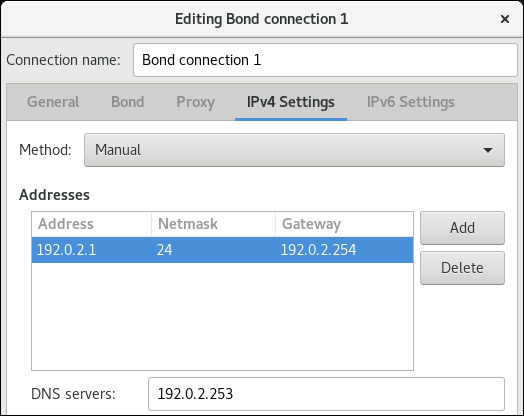 Editing Bond connection 1
Connection name: Bond connection 1
General Bond Proxy IPv4 Settings IPv6 Settings
Method: Manual
Addresses
Address Netmask Gateway
Add
192.0.2.1 24 192.0.2.254
Delete
DNS servers: 192.0.2.253